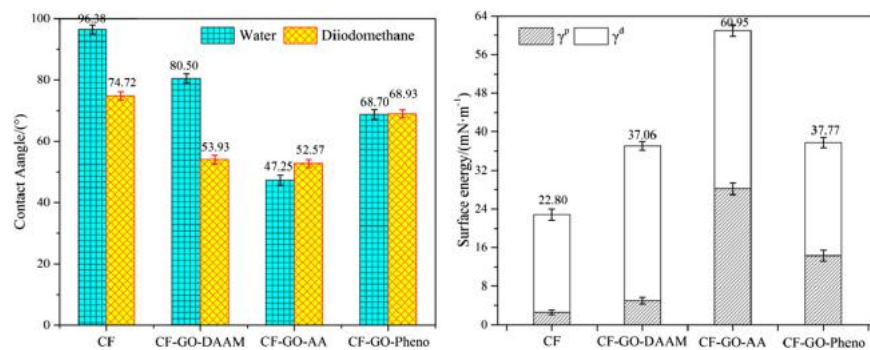 100
80
60
40
20
0
Contact Aangle/(°)
Water
Diiodomethane
96.38
74.72
80.50
53.93
47.25
52.57
68.70
68.93
CF
CF-GO-DAAM
CF-GO-AA
CF-GO-Pheno
64
56
48
40
32
24
16
8
0
Surface energy/(mN·m⁻¹)
γᵖ
γᵈ
22.80
37.06
60.95
37.77
CF
CF-GO-DAAM
CF-GO-AA
CF-GO-Pheno